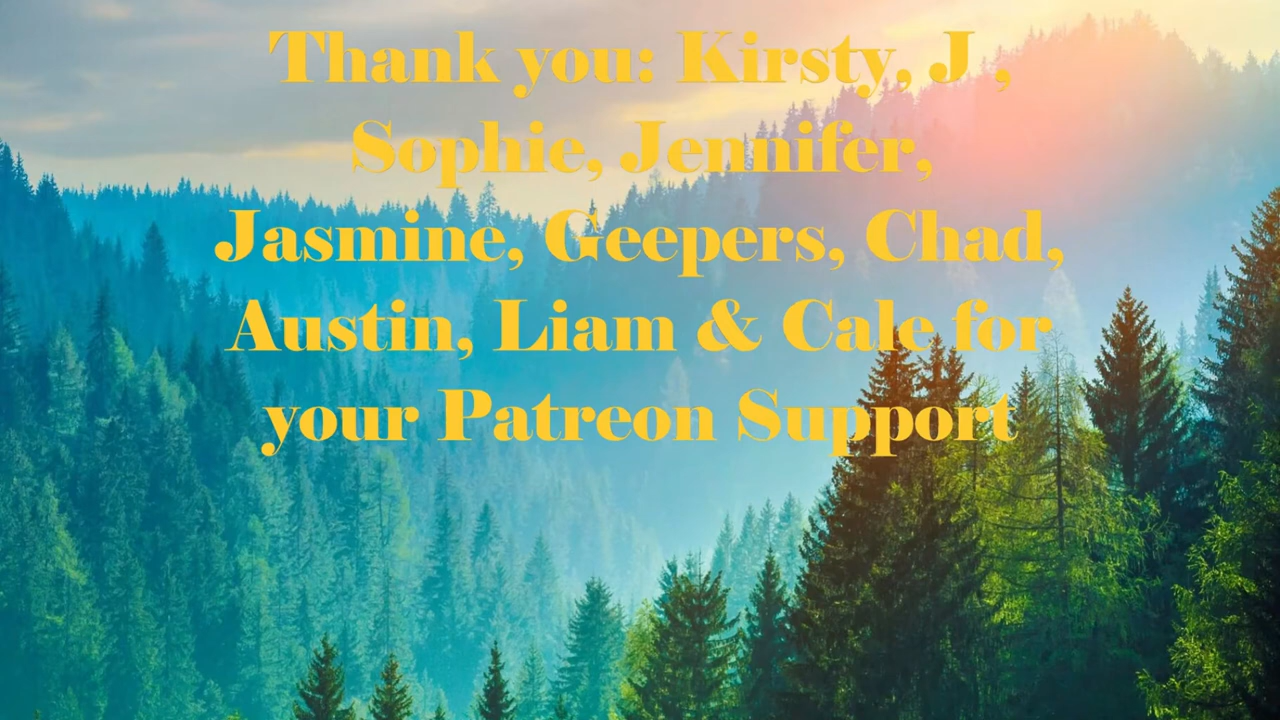 Thank you: Kirsty, J ,
Sophie, Jennifer,
Jasmine, Geepers, Chad,
Austin, Liam & Cale for
your Patreon Support